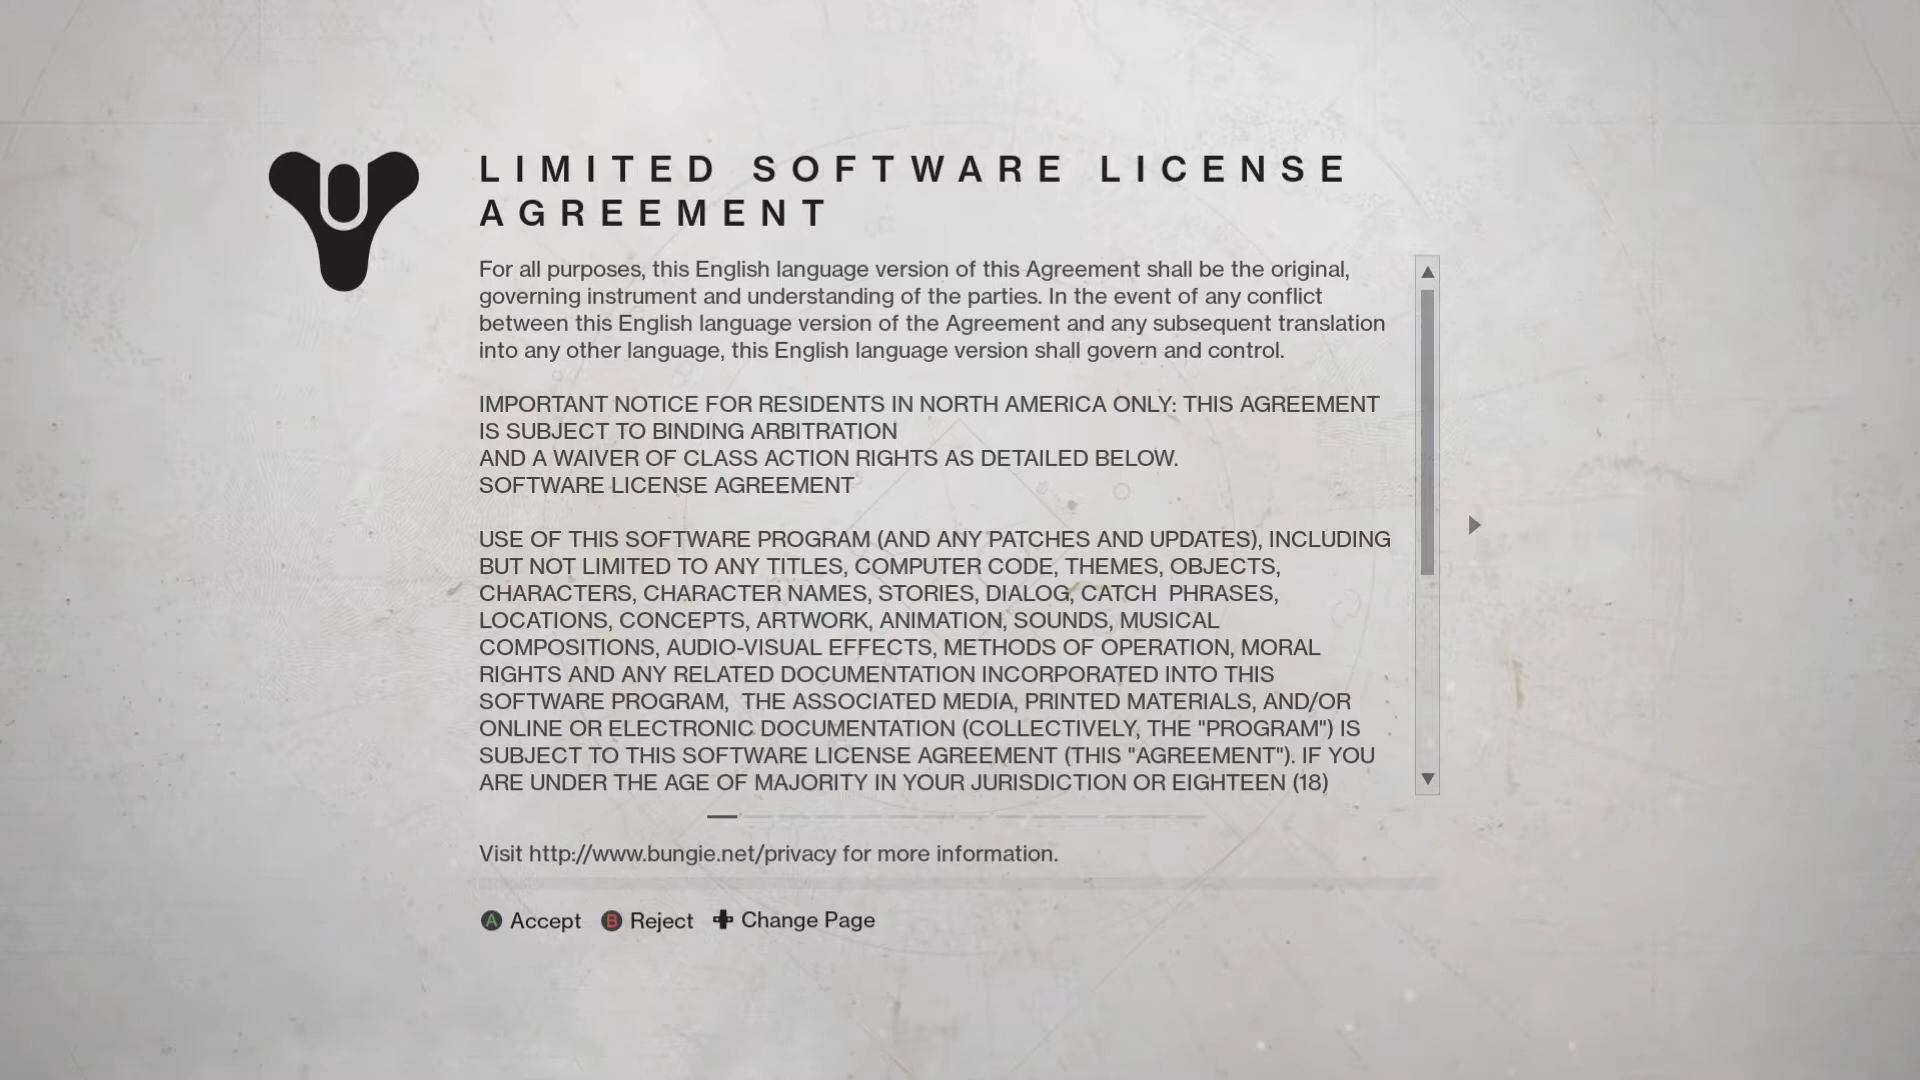 LIMITED SOFTWARE LICENSE
AGREEMENT
For all purposes, this English language version of this Agreement shall be the original,
governing instrument and understanding of the parties. In the event of any conflict
between this English language version of the Agreement and any subsequent translation
into any other language, this English language version shall govern and control.
IMPORTANT NOTICE FOR RESIDENTS IN NORTH AMERICA ONLY: THIS AGREEMENT
IS SUBJECT TO BINDING ARBITRATION
AND A WAIVER OF CLASS ACTION RIGHTS AS DETAILED BELOW.
SOFTWARE LICENSE AGREEMENT
USE OF THIS SOFTWARE PROGRAM (AND ANY PATCHES AND UPDATES), INCLUDING
BUT NOT LIMITED TO ANY TITLES, COMPUTER CODE, THEMES, OBJECTS,
CHARACTERS, CHARACTER NAMES, STORIES, DIALOG, CATCH  PHRASES,
LOCATIONS, CONCEPTS, ARTWORK, ANIMATION, SOUNDS, MUSICAL
COMPOSITIONS, AUDIO-VISUAL EFFECTS, METHODS OF OPERATION, MORAL
RIGHTS AND ANY RELATED DOCUMENTATION INCORPORATED INTO THIS
SOFTWARE PROGRAM,  THE ASSOCIATED MEDIA, PRINTED MATERIALS, AND/OR
ONLINE OR ELECTRONIC DOCUMENTATION (COLLECTIVELY, THE "PROGRAM") IS
SUBJECT TO THIS SOFTWARE LICENSE AGREEMENT (THIS "AGREEMENT"). IF YOU
ARE UNDER THE AGE OF MAJORITY IN YOUR JURISDICTION OR EIGHTEEN (18)
Visit http://www.bungie.net/privacy for more information.
A Accept B Reject Change Page